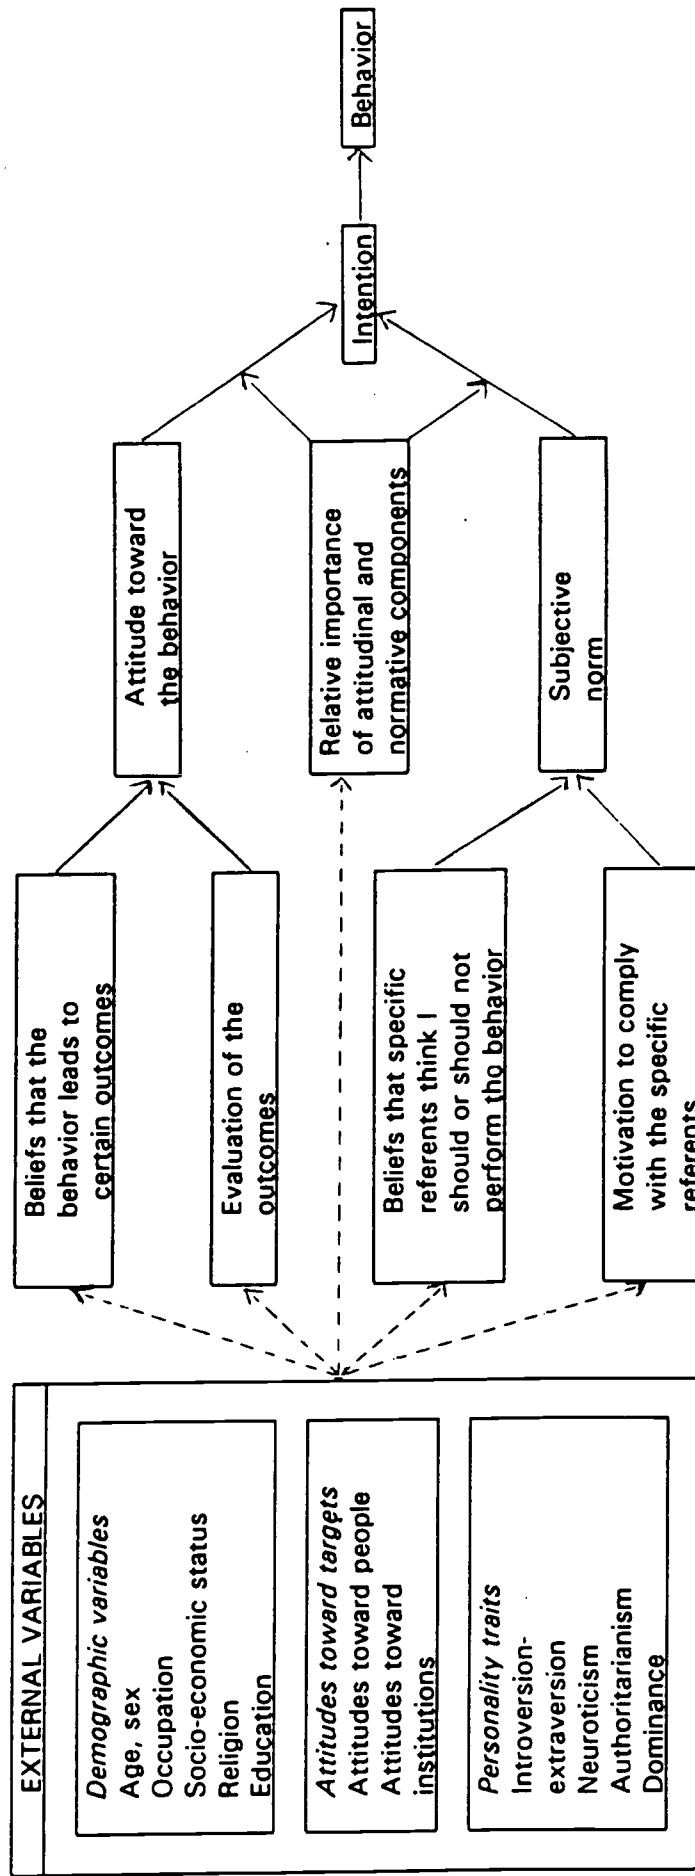 EXTERNAL VARIABLES
Demographic variables
Age, sex
Occupation
Socio-economic status
Religion
Education
Attitudes toward targets
Attitudes toward people
Attitudes toward
institutions
Personality traits
Introversion-
extraversion
Neuroticism
Authoritarianism
Dominance
Beliefs that the
behavior leads to
certain outcomes
Evaluation of the
outcomes
Beliefs that specific
referents think I
should or should not
perform tho behavior
Motivation to comply
with the specific
referents
Attitude toward
the behavior
Relative importance
of attitudinal and
normative components
Subjective
norm
Intention
Behavior